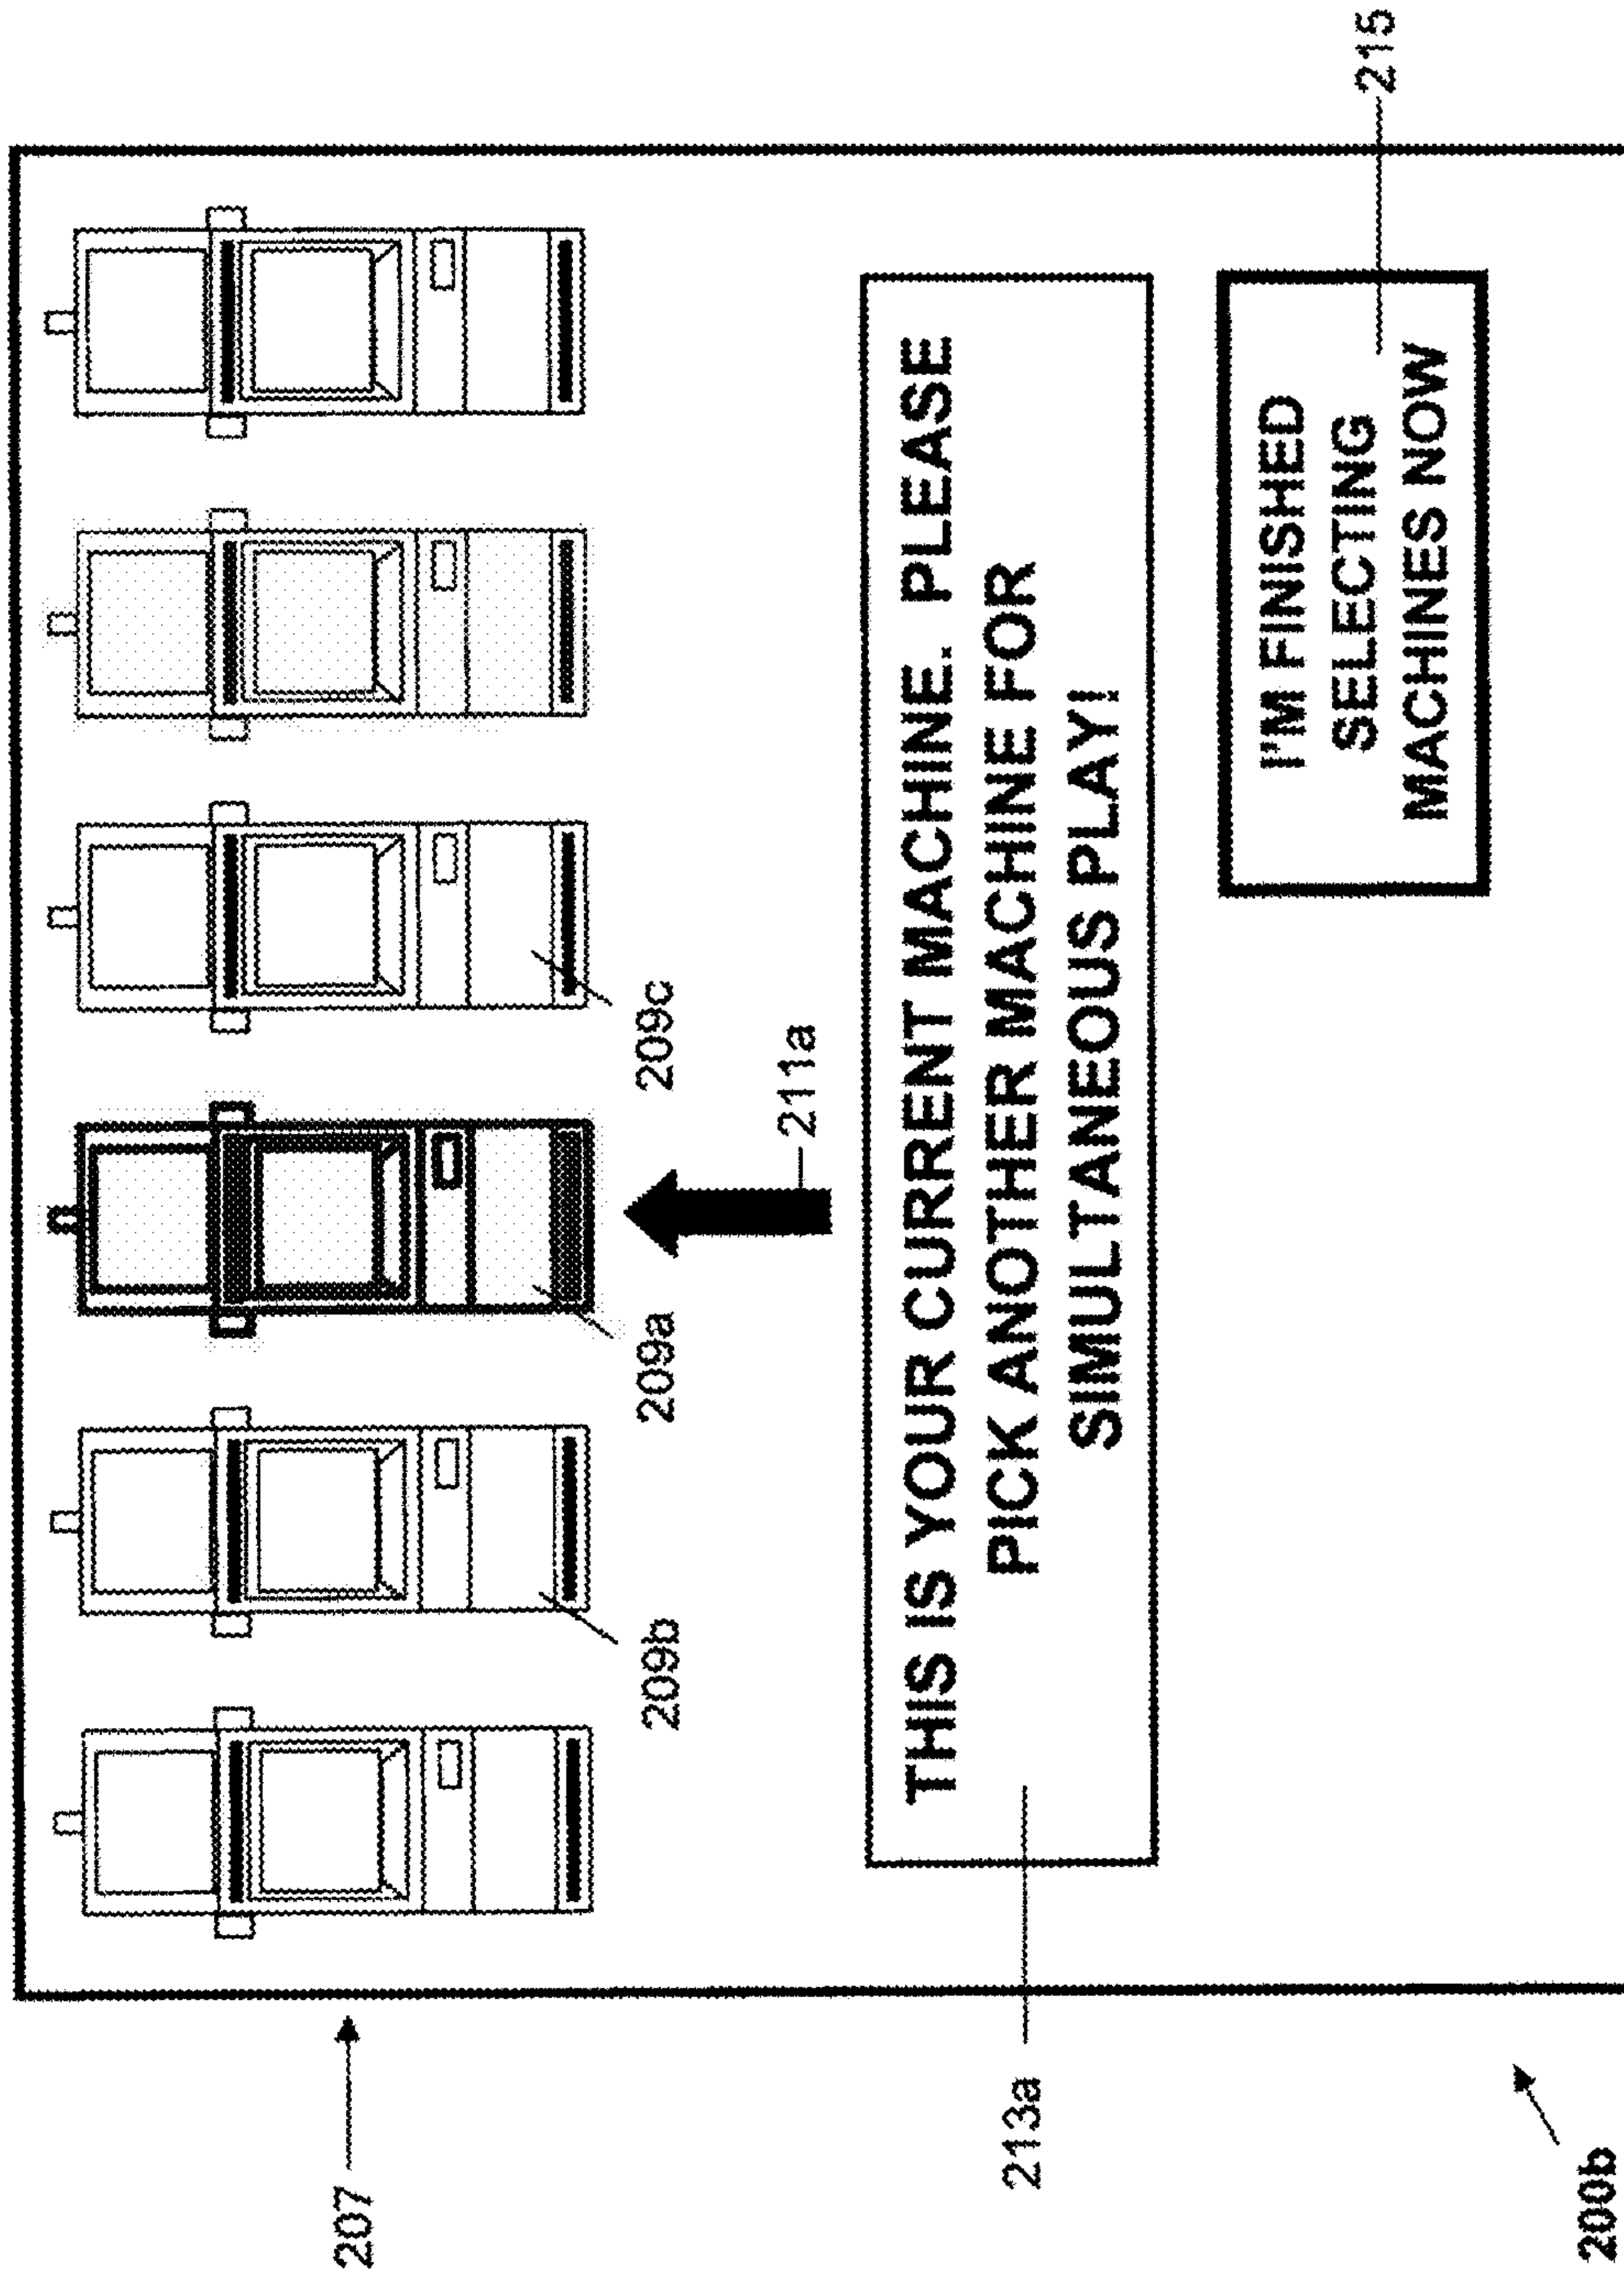 207
209b
209a
209c
211a
THIS IS YOUR CURRENT MACHINE. PLEASE
PICK ANOTHER MACHINE FOR
SIMULTANEOUS PLAY!
213a
I'M FINISHED
SELECTING
MACHINES NOW
215
200b